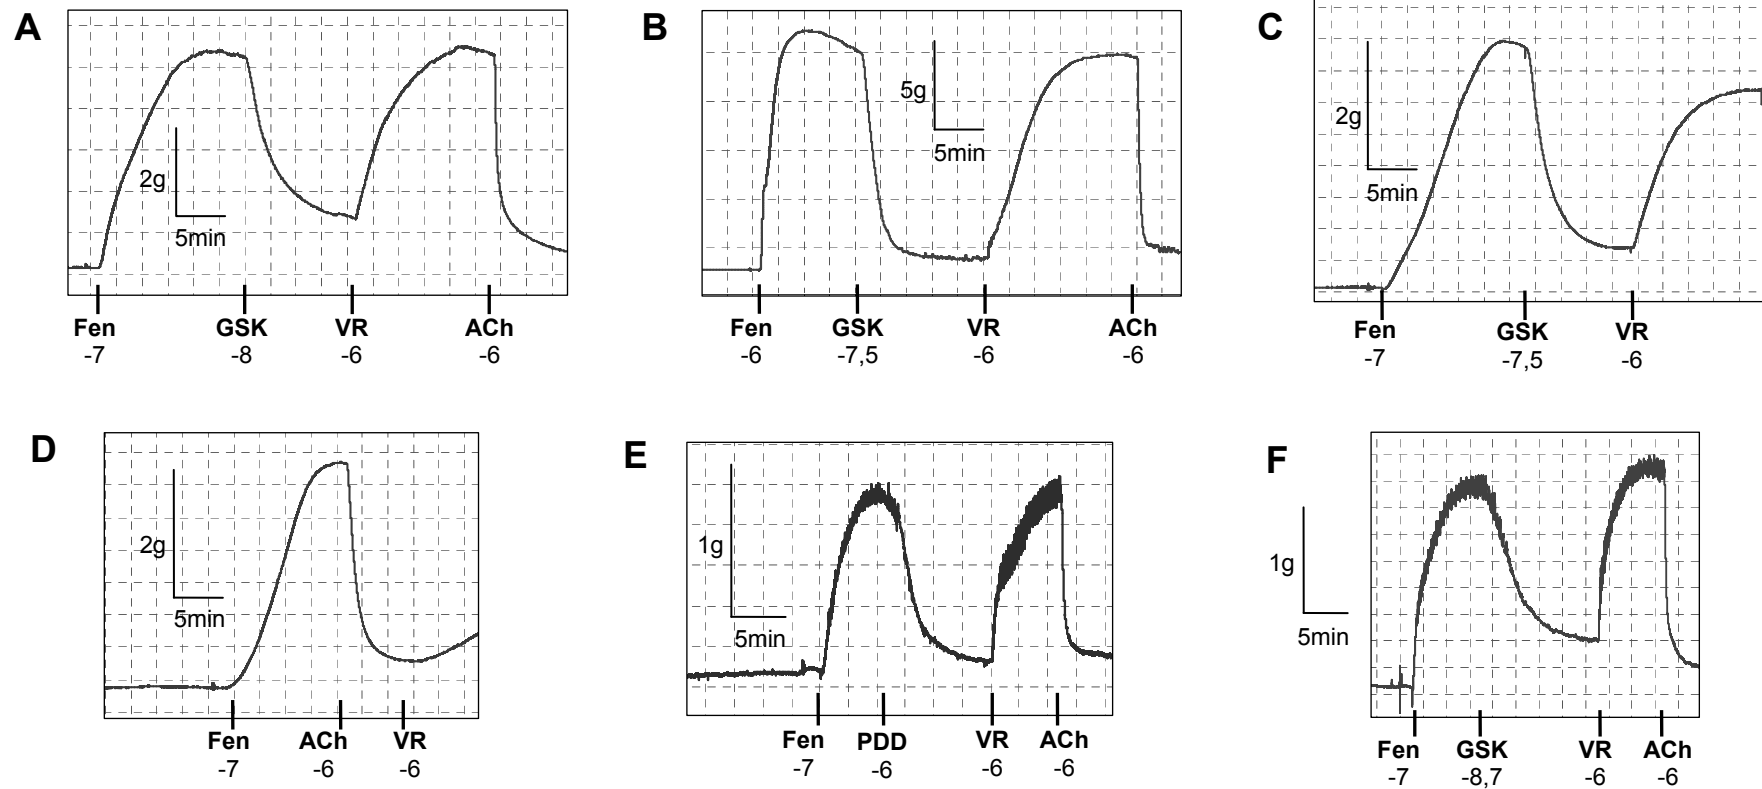 A
2g
5min
Fen GSK VR ACh
-7 -8 -6 -6
B
5g
5min
Fen GSK VR ACh
-6 -7,5 -6 -6
C
2g
5min
Fen GSK VR
-7 -7,5 -6
D
2g
5min
Fen ACh VR
-7 -6 -6
E
1g
5min
Fen PDD VR ACh
-7 -6 -6 -6
F
1g
5min
Fen GSK VR ACh
-7 -8,7 -6 -6